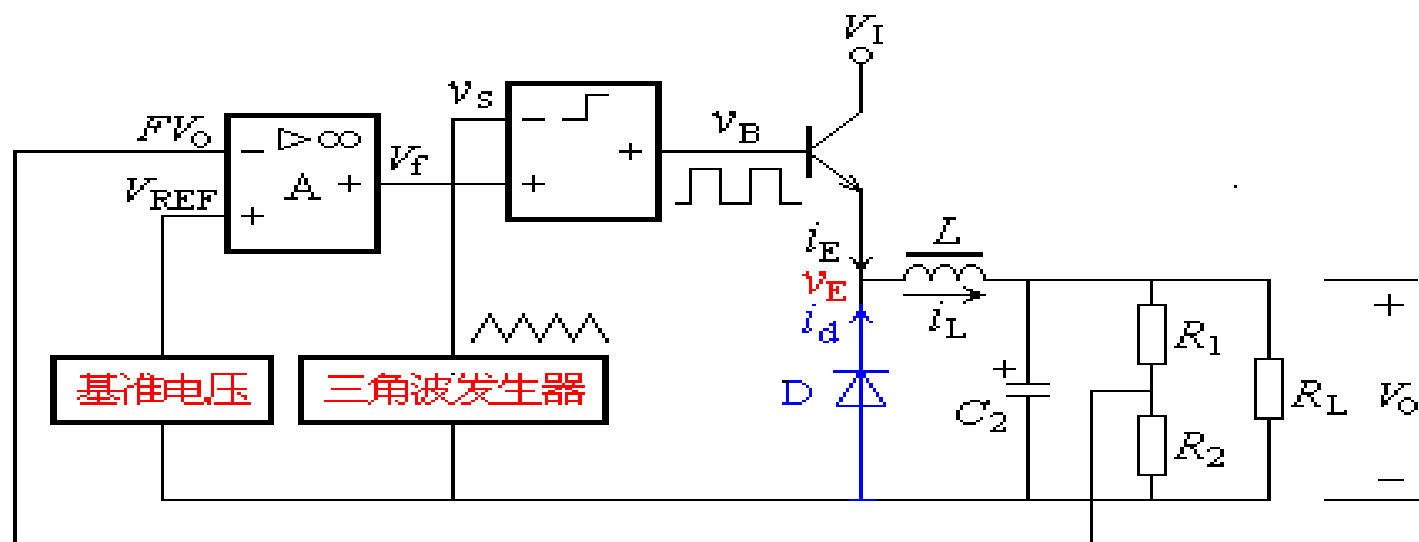 V_I
v_S
v_B
FV_O
▷∞
−
A
+
V_f
V_REF
+
−
+
+
i_E
v_E
i_d
L
i_L
基准电压
三角波发生器
D
+
C_2
R_1
R_2
R_L
+
V_O
−